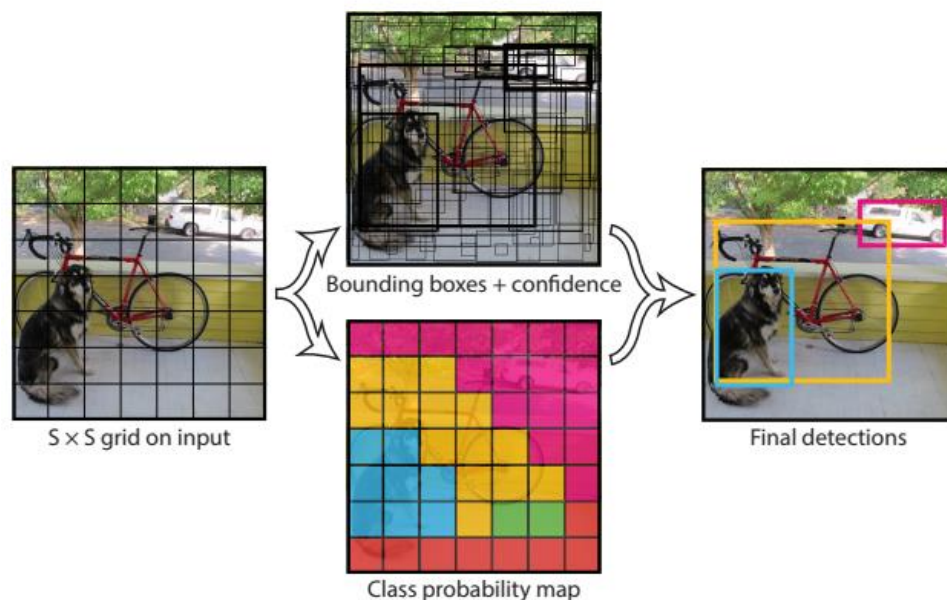 Bounding boxes + confidence
S × S grid on input
Final detections
Class probability map